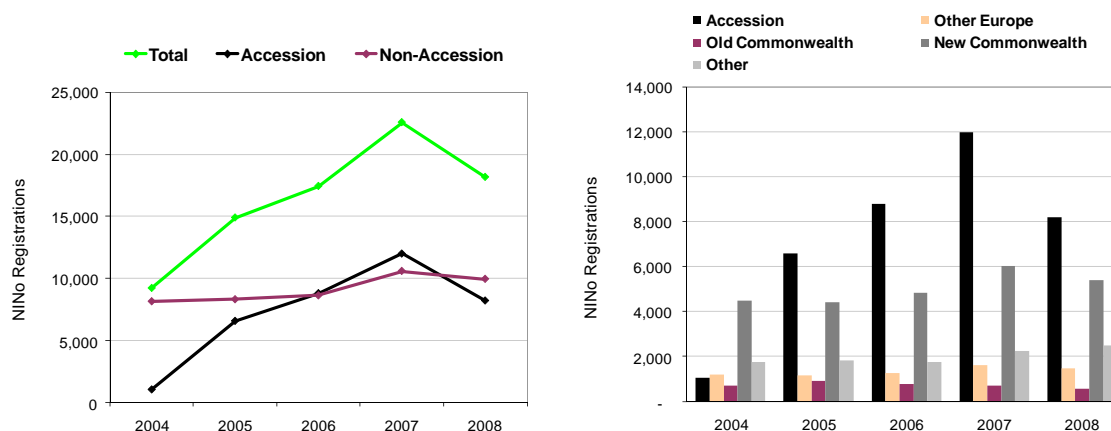 Total Accession Non-Accession
NINo Registrations
25,000
20,000
15,000
10,000
5,000
0
2004 2005 2006 2007 2008
Accession Other Europe
Old Commonwealth New Commonwealth
Other
NINo Registrations
14,000
12,000
10,000
8,000
6,000
4,000
2,000
-
2004 2005 2006 2007 2008